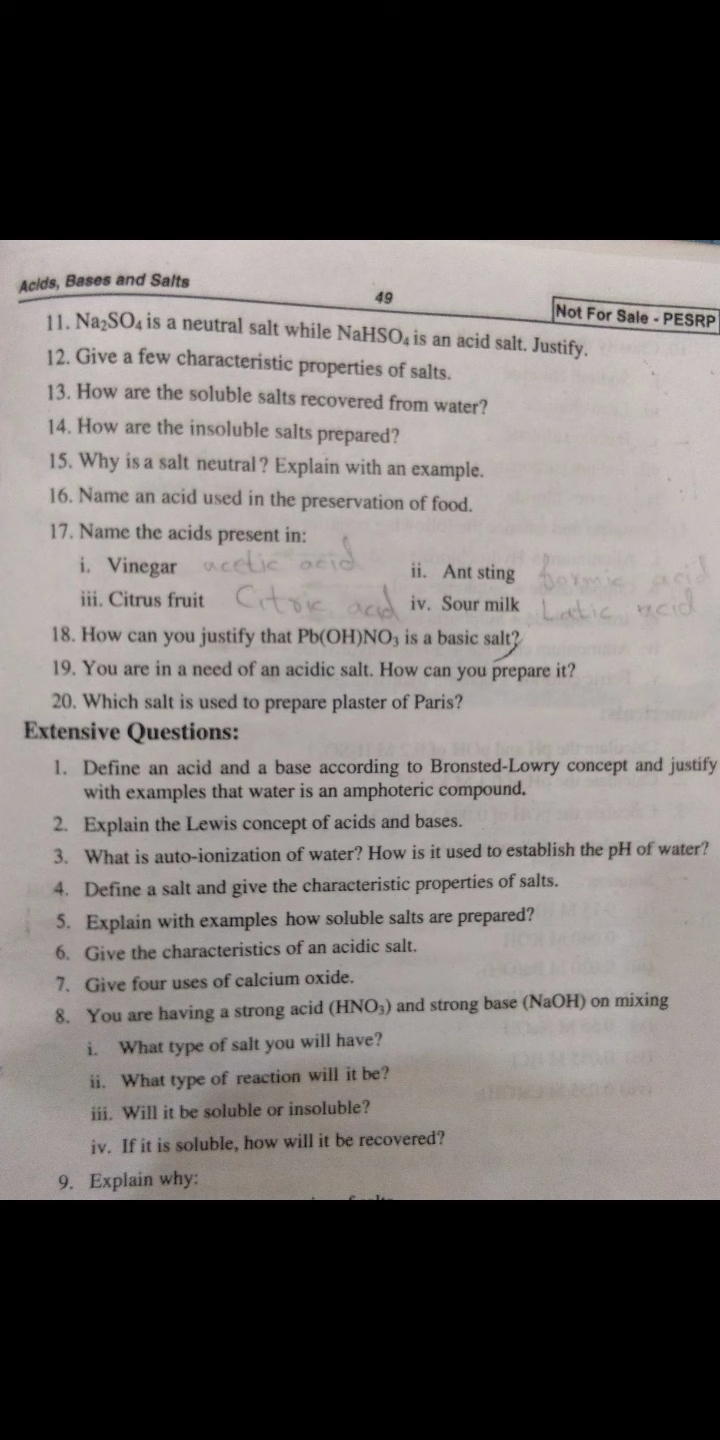 Acids, Bases and Salts 49 Not For Sale - PESRP
11. Na₂SO₄ is a neutral salt while NaHSO₄ is an acid salt. Justify.
12. Give a few characteristic properties of salts.
13. How are the soluble salts recovered from water?
14. How are the insoluble salts prepared?
15. Why is a salt neutral? Explain with an example.
16. Name an acid used in the preservation of food.
17. Name the acids present in:
i. Vinegar acetic acid ii. Ant sting formic acid
iii. Citrus fruit Citric acid iv. Sour milk Latic acid
18. How can you justify that Pb(OH)NO₃ is a basic salt?
19. You are in a need of an acidic salt. How can you prepare it?
20. Which salt is used to prepare plaster of Paris?
Extensive Questions:
1. Define an acid and a base according to Bronsted-Lowry concept and justify
with examples that water is an amphoteric compound.
2. Explain the Lewis concept of acids and bases.
3. What is auto-ionization of water? How is it used to establish the pH of water?
4. Define a salt and give the characteristic properties of salts.
5. Explain with examples how soluble salts are prepared?
6. Give the characteristics of an acidic salt.
7. Give four uses of calcium oxide.
8. You are having a strong acid (HNO₃) and strong base (NaOH) on mixing
i. What type of salt you will have?
ii. What type of reaction will it be?
iii. Will it be soluble or insoluble?
iv. If it is soluble, how will it be recovered?
9. Explain why: